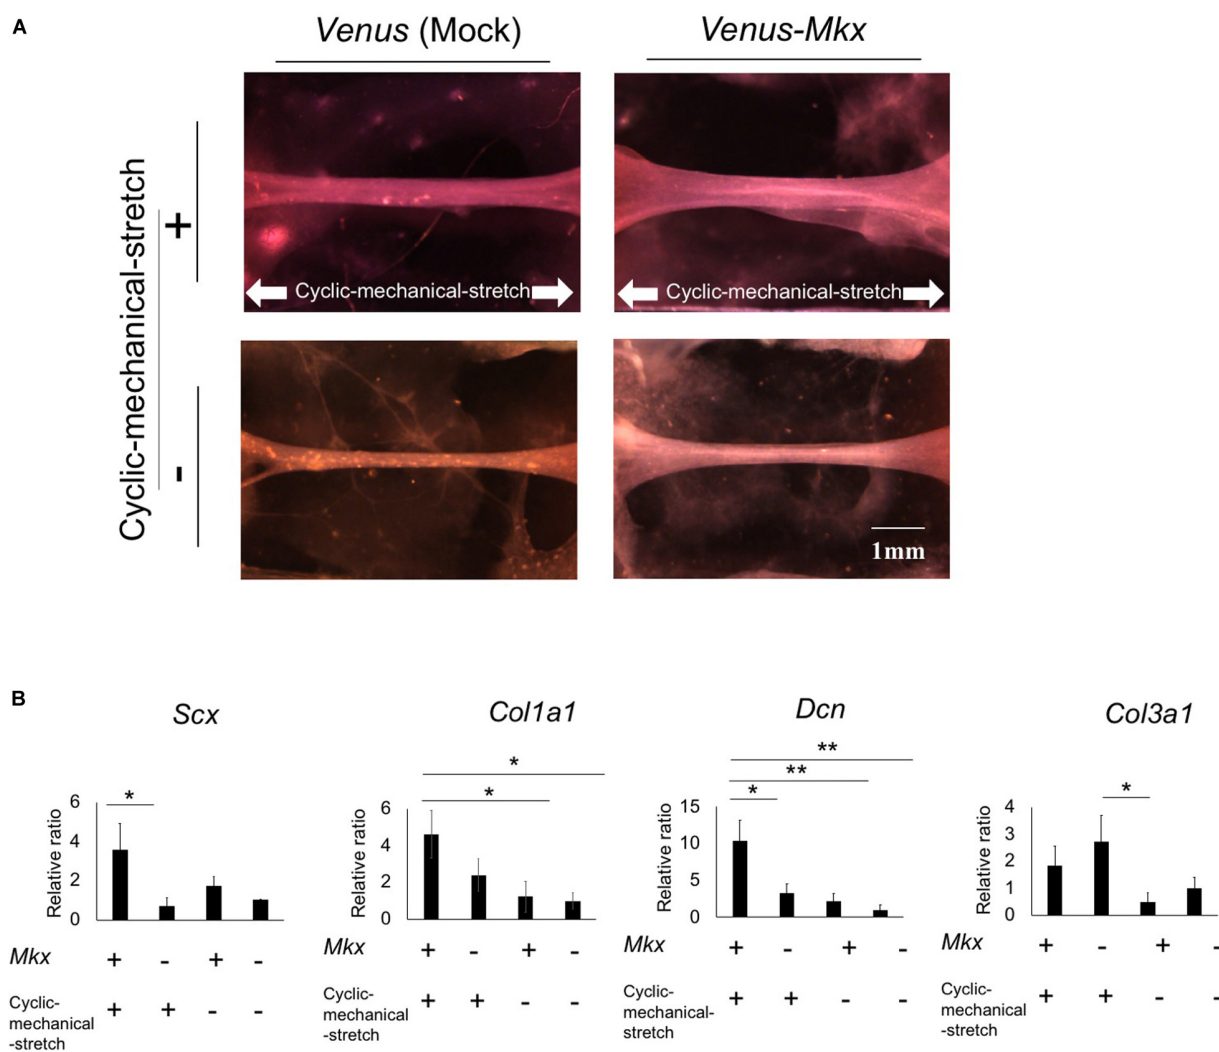 A
Venus (Mock)
Venus-Mkx
Cyclic-mechanical-stretch
+
-
Cyclic-mechanical-stretch
Cyclic-mechanical-stretch
1mm
B
Scx
*
Relative ratio
6
4
2
0
Mkx
+ - + -
Cyclic-
mechanical
-stretch
+ + - -
Col1a1
*
*
Relative ratio
6
4
2
0
Mkx
+ - + -
Cyclic-
mechanical
-stretch
+ + - -
Dcn
**
**
*
Relative ratio
15
10
5
0
Mkx
+ - + -
Cyclic-
mechanical-
stretch
+ + - -
Col3a1
*
Relative ratio
4
3
2
1
0
Mkx
+ - + -
Cyclic-
mechanical
-stretch
+ + - -